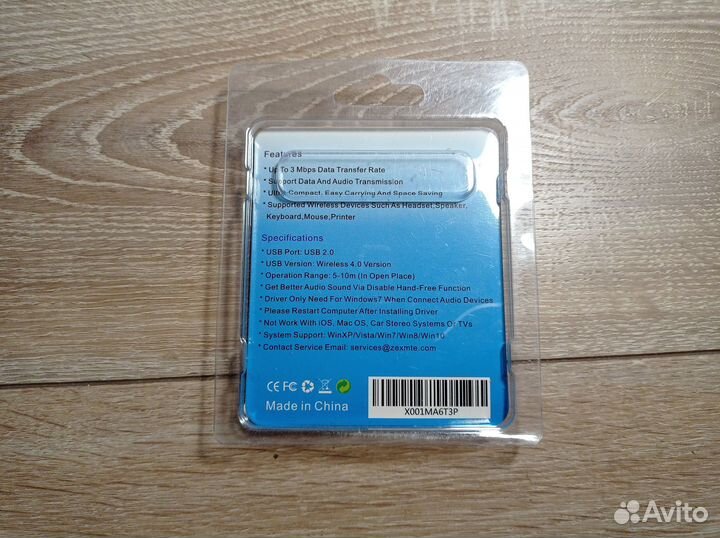 Features
* Up To 3 Mbps Data Transfer Rate
* Support Data And Audio Transmission
* Ultra-Compact, Easy Carrying And Space Saving
* Supported Wireless Devices Such As Headset,Speaker,
Keyboard,Mouse,Printer
Specifications
* USB Port: USB 2.0
* USB Version: Wireless 4.0 Version
* Operation Range: 5-10m (In Open Place)
* Get Better Audio Sound Via Disable Hand-Free Function
* Driver Only Need For Windows7 When Connect Audio Devices
* Please Restart Computer After Installing Driver
* Not Work With iOS, Mac OS, Car Stereo Systems Or TVs
* System Support: WinXP/Vista/Win7/Win8/Win10
* Contact Service Email: services@zexmte.com
CE FC
Made in China
X001MA6T3P
Avito